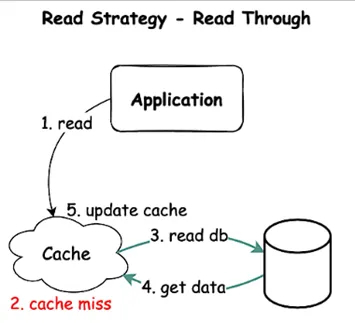 Read Strategy - Read Through
Application
1. read
5. update cache
3. read db
Cache
4. get data
2. cache miss